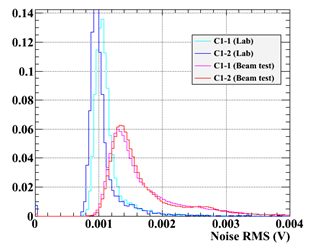 0.14
0.12
0.1
0.08
0.06
0.04
0.02
0
C1-1 (Lab)
C1-2 (Lab)
C1-1 (Beam test)
C1-2 (Beam test)
0 0.001 0.002 0.003 0.004
Noise RMS (V)